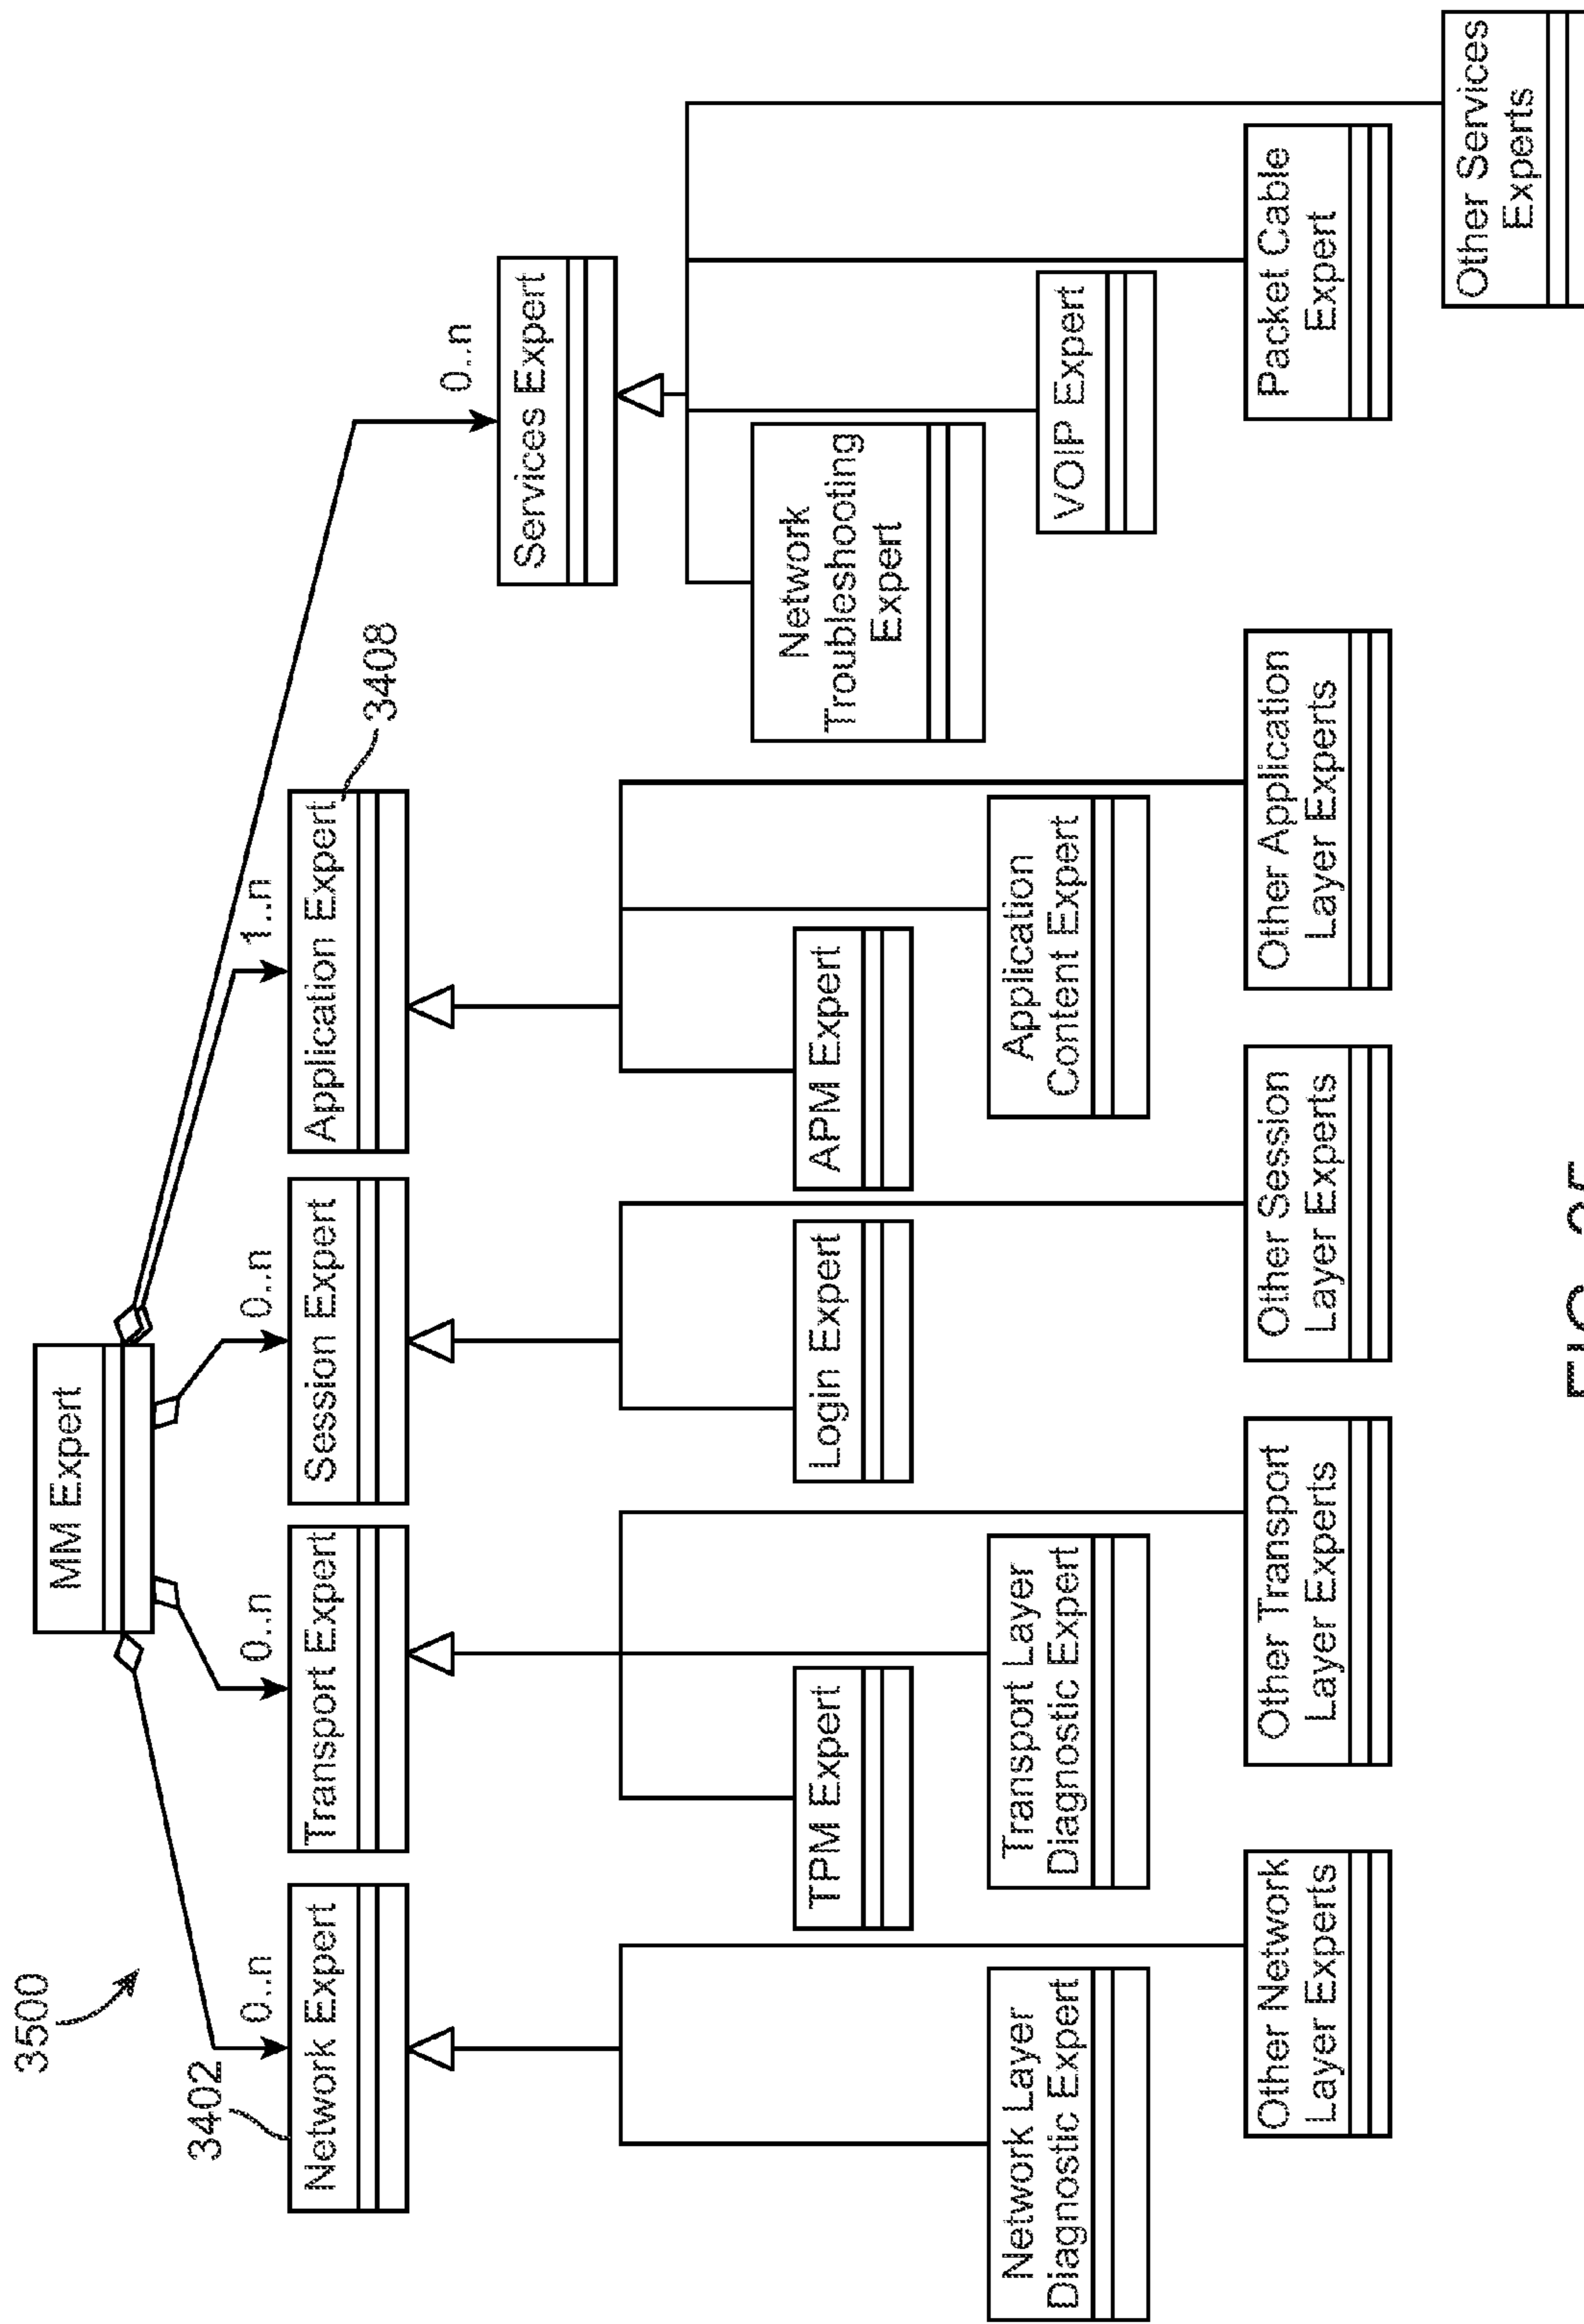 3500
MM Expert
3402
0..n
0..n
0..n
1..n
0..n
Network Expert
Transport Expert
Session Expert
Application Expert
3408
Services Expert
TPM Expert
Login Expert
APM Expert
Network
Troubleshooting
Expert
Network Layer
Diagnostic Expert
Transport Layer
Diagnostic Expert
Application
Content Expert
VOIP Expert
Other Network
Layer Experts
Other Transport
Layer Experts
Other Session
Layer Experts
Other Application
Layer Experts
Packet Cable
Expert
Other Services
Experts